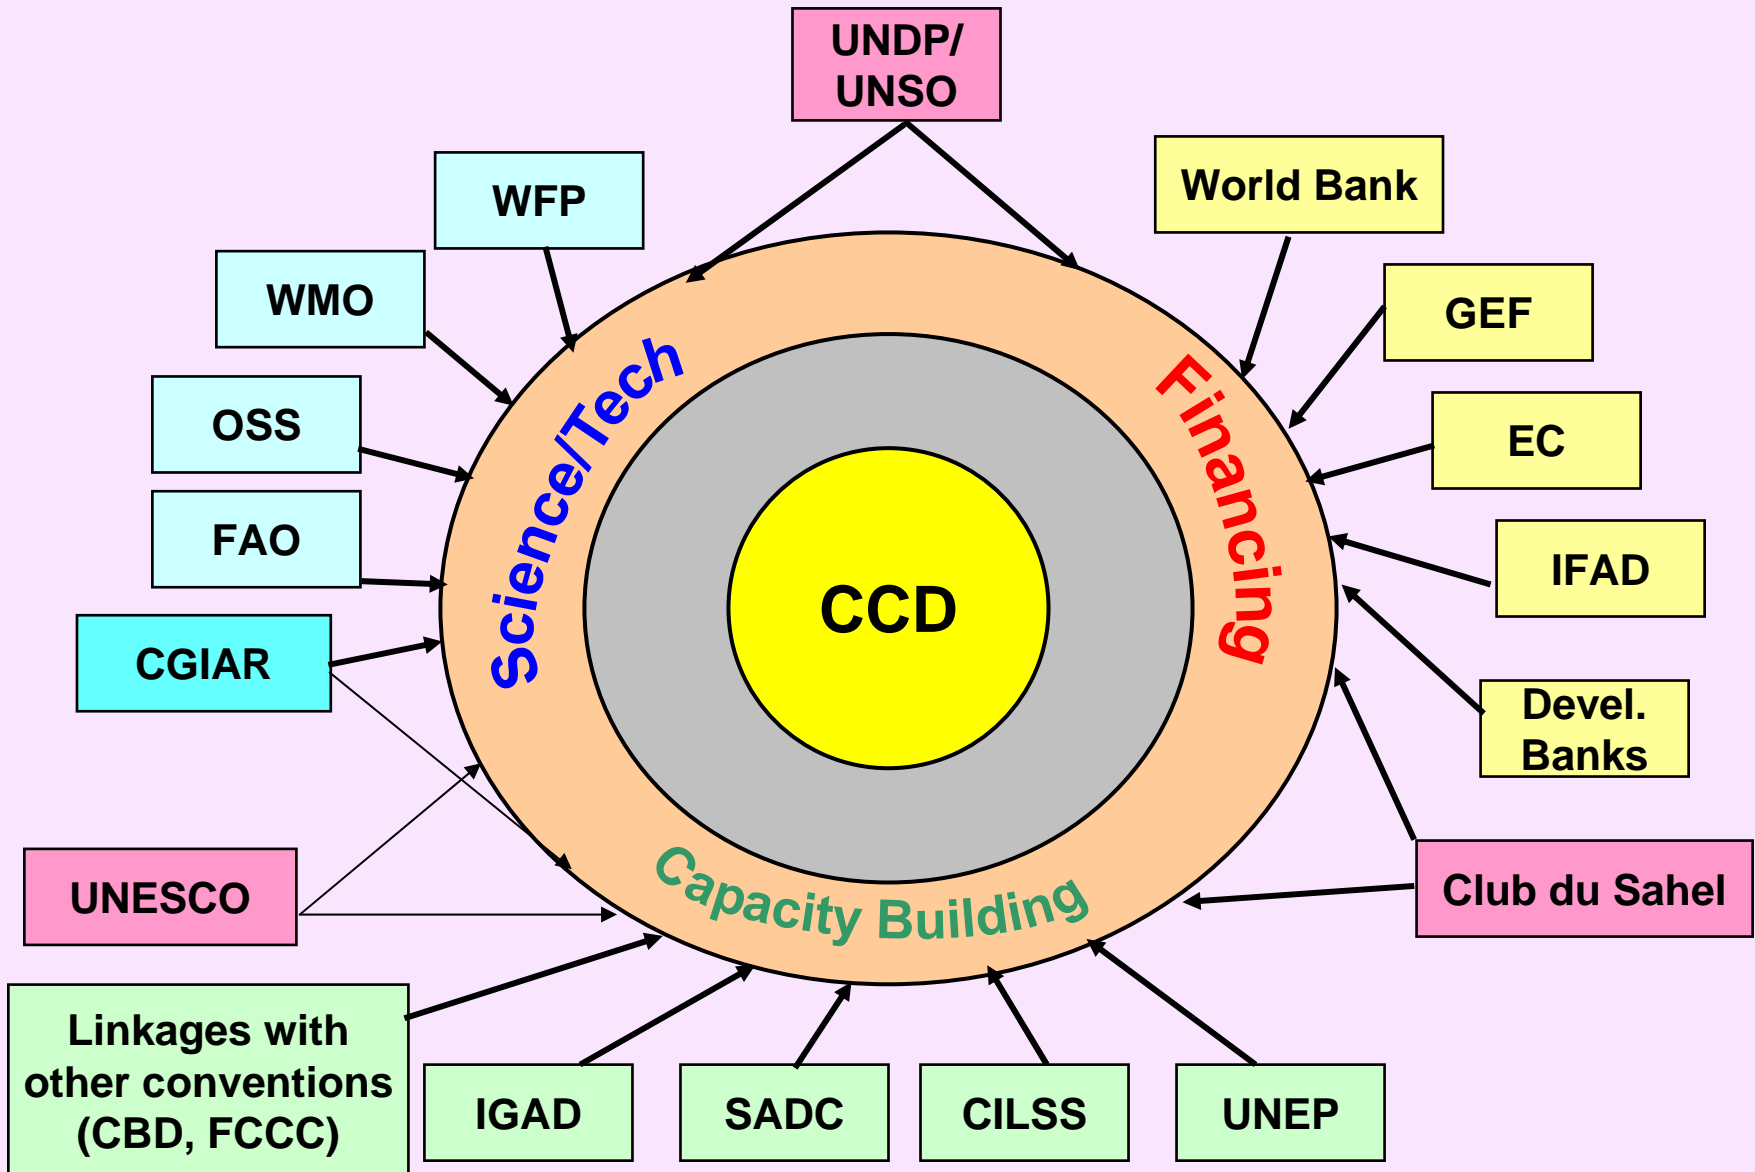 UNDP/
UNSO
WFP
World Bank
WMO
GEF
OSS
EC
FAO
IFAD
CGIAR
Devel.
Banks
Science/Tech
Financing
CCD
Capacity Building
UNESCO
Club du Sahel
Linkages with
other conventions
(CBD, FCCC)
IGAD
SADC
CILSS
UNEP